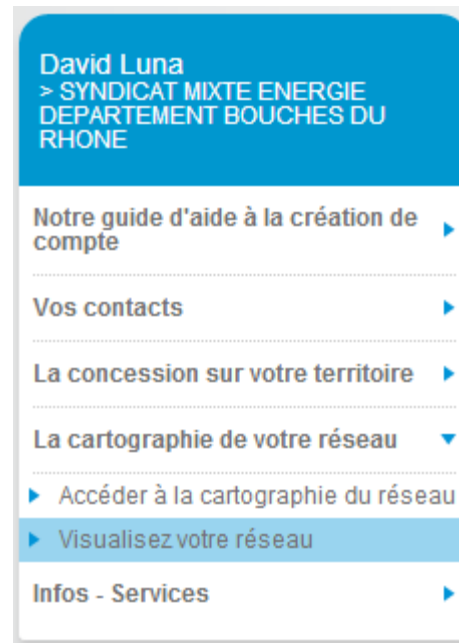 David Luna
> SYNDICAT MIXTE ENERGIE
DEPARTEMENT BOUCHES DU
RHONE
Notre guide d'aide à la création de
compte
Vos contacts
La concession sur votre territoire
La cartographie de votre réseau
Accéder à la cartographie du réseau
Visualisez votre réseau
Infos - Services